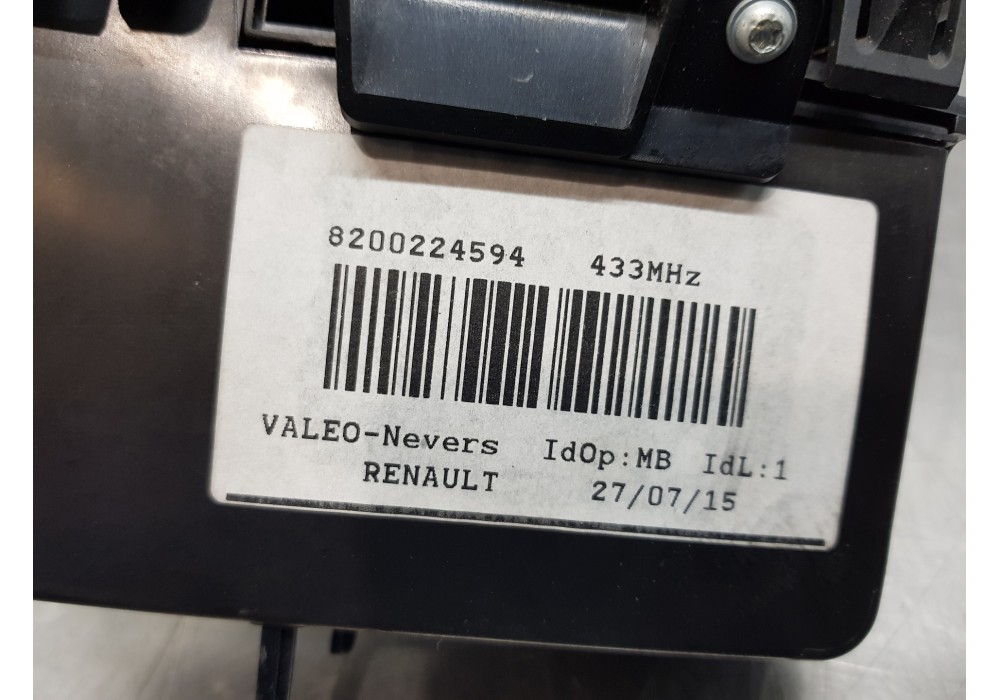 8200224594 433MHz
VALEO-Nevers IdOp:MB IdL:1
RENAULT 27/07/15